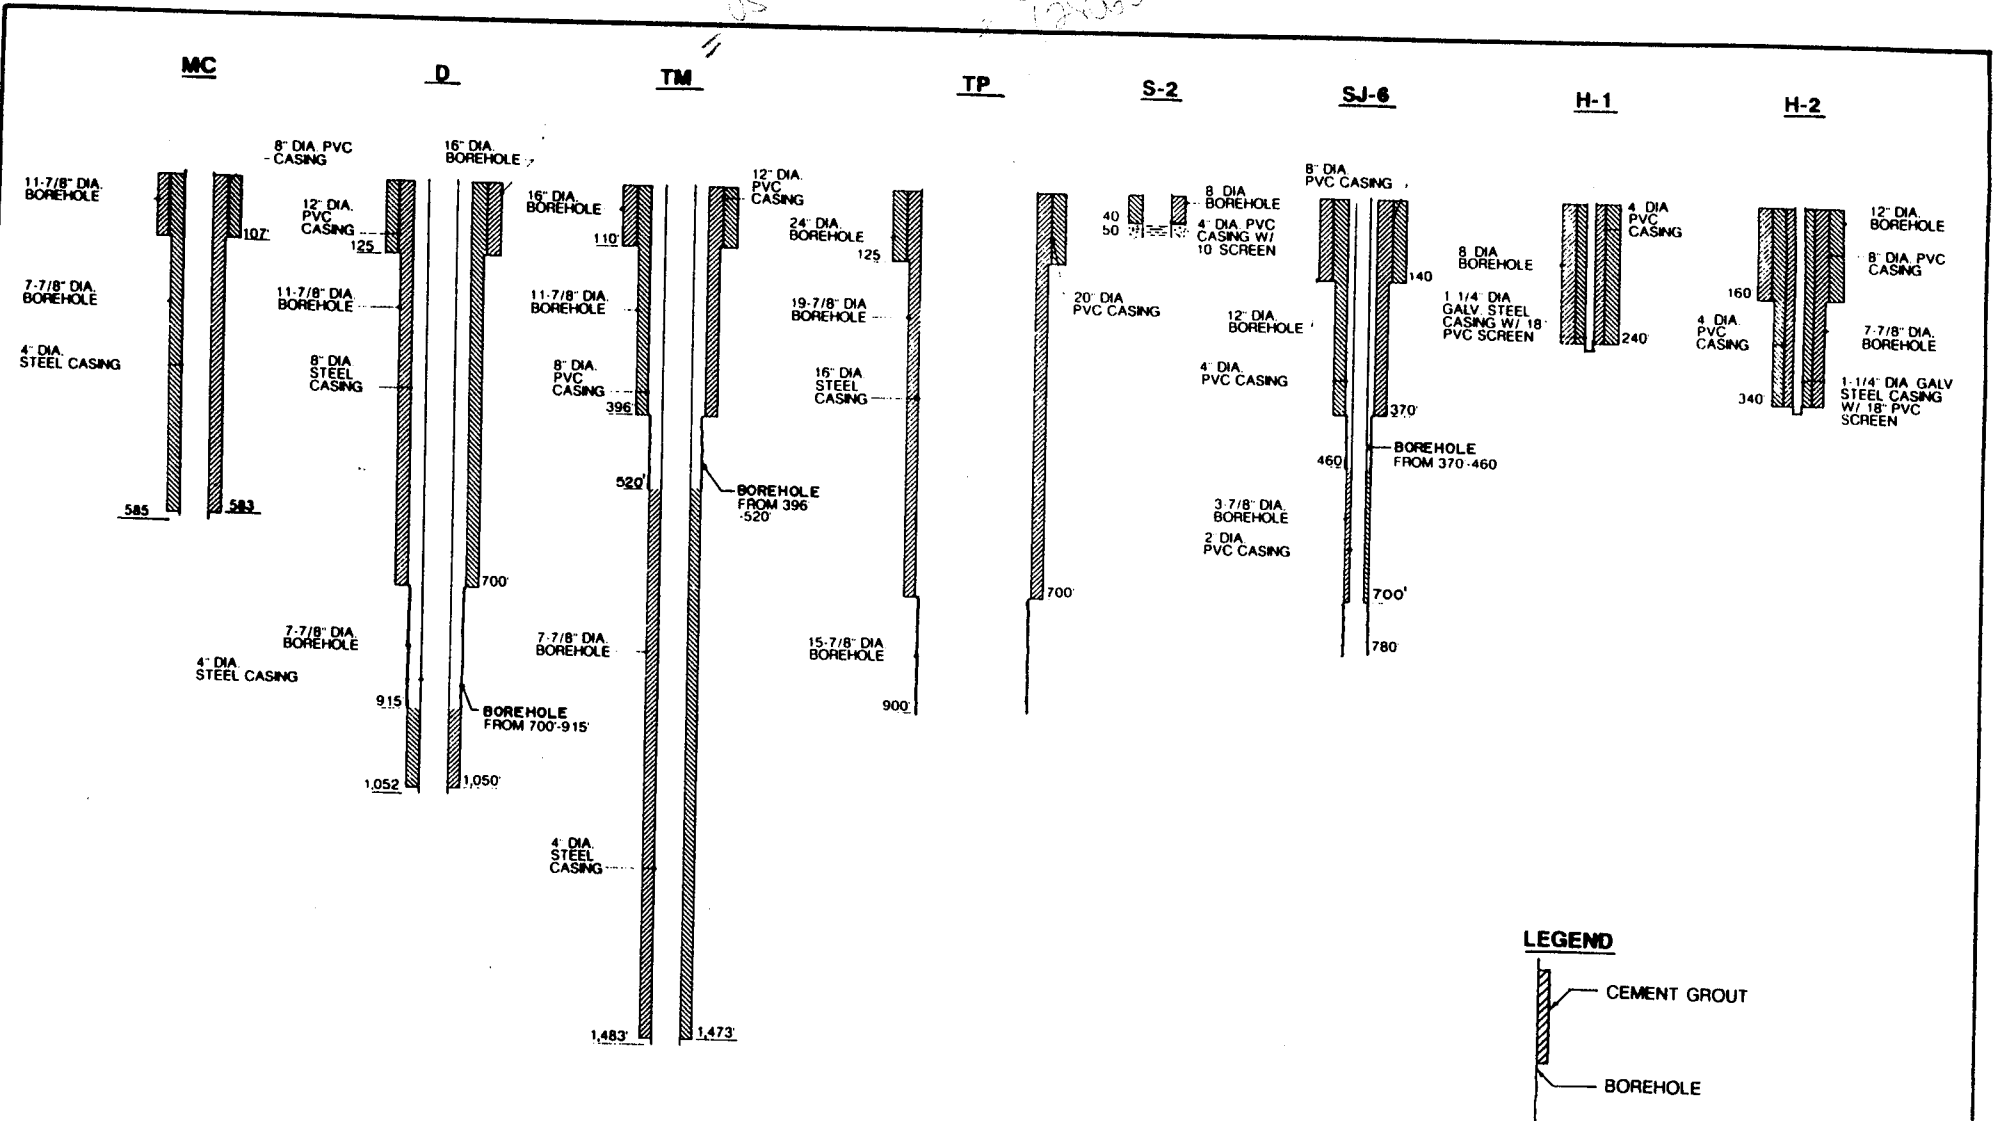 MC
D
TM
TP
S-2
SJ-6
H-1
H-2
11-7/8" DIA.
BOREHOLE
107'
7-7/8" DIA.
BOREHOLE
4" DIA.
STEEL CASING
585
583
8" DIA. PVC
CASING
16" DIA.
BOREHOLE
12" DIA.
PVC
CASING
125
11-7/8" DIA.
BOREHOLE
8" DIA
STEEL
CASING
700'
7-7/8" DIA.
BOREHOLE
4" DIA.
STEEL CASING
915'
BOREHOLE
FROM 700'-915'
1,052
1,050'
16" DIA.
BOREHOLE
12" DIA.
PVC
CASING
110'
11-7/8" DIA.
BOREHOLE
8" DIA.
PVC
CASING
396'
520'
BOREHOLE
FROM 396
-520'
7-7/8" DIA.
BOREHOLE
4" DIA.
STEEL
CASING
1,483'
1,473'
24" DIA.
BOREHOLE
125
19-7/8" DIA
BOREHOLE
20" DIA
PVC CASING
16" DIA
STEEL
CASING
700'
15-7/8" DIA
BOREHOLE
900'
8 DIA
BOREHOLE
40
50
4" DIA. PVC
CASING W/
10 SCREEN
8" DIA.
PVC CASING
140
12" DIA.
BOREHOLE
4" DIA.
PVC CASING
370'
460'
BOREHOLE
FROM 370-460
3-7/8" DIA.
BOREHOLE
2 DIA.
PVC CASING
700'
780
4 DIA
PVC
CASING
8 DIA
BOREHOLE
1 1/4" DIA
GALV. STEEL
CASING W/ 18"
PVC SCREEN
240'
12" DIA.
BOREHOLE
8" DIA. PVC
CASING
160
4 DIA.
PVC
CASING
7-7/8" DIA.
BOREHOLE
340'
1-1/4" DIA GALV
STEEL CASING
W/ 18" PVC
SCREEN
LEGEND
CEMENT GROUT
BOREHOLE